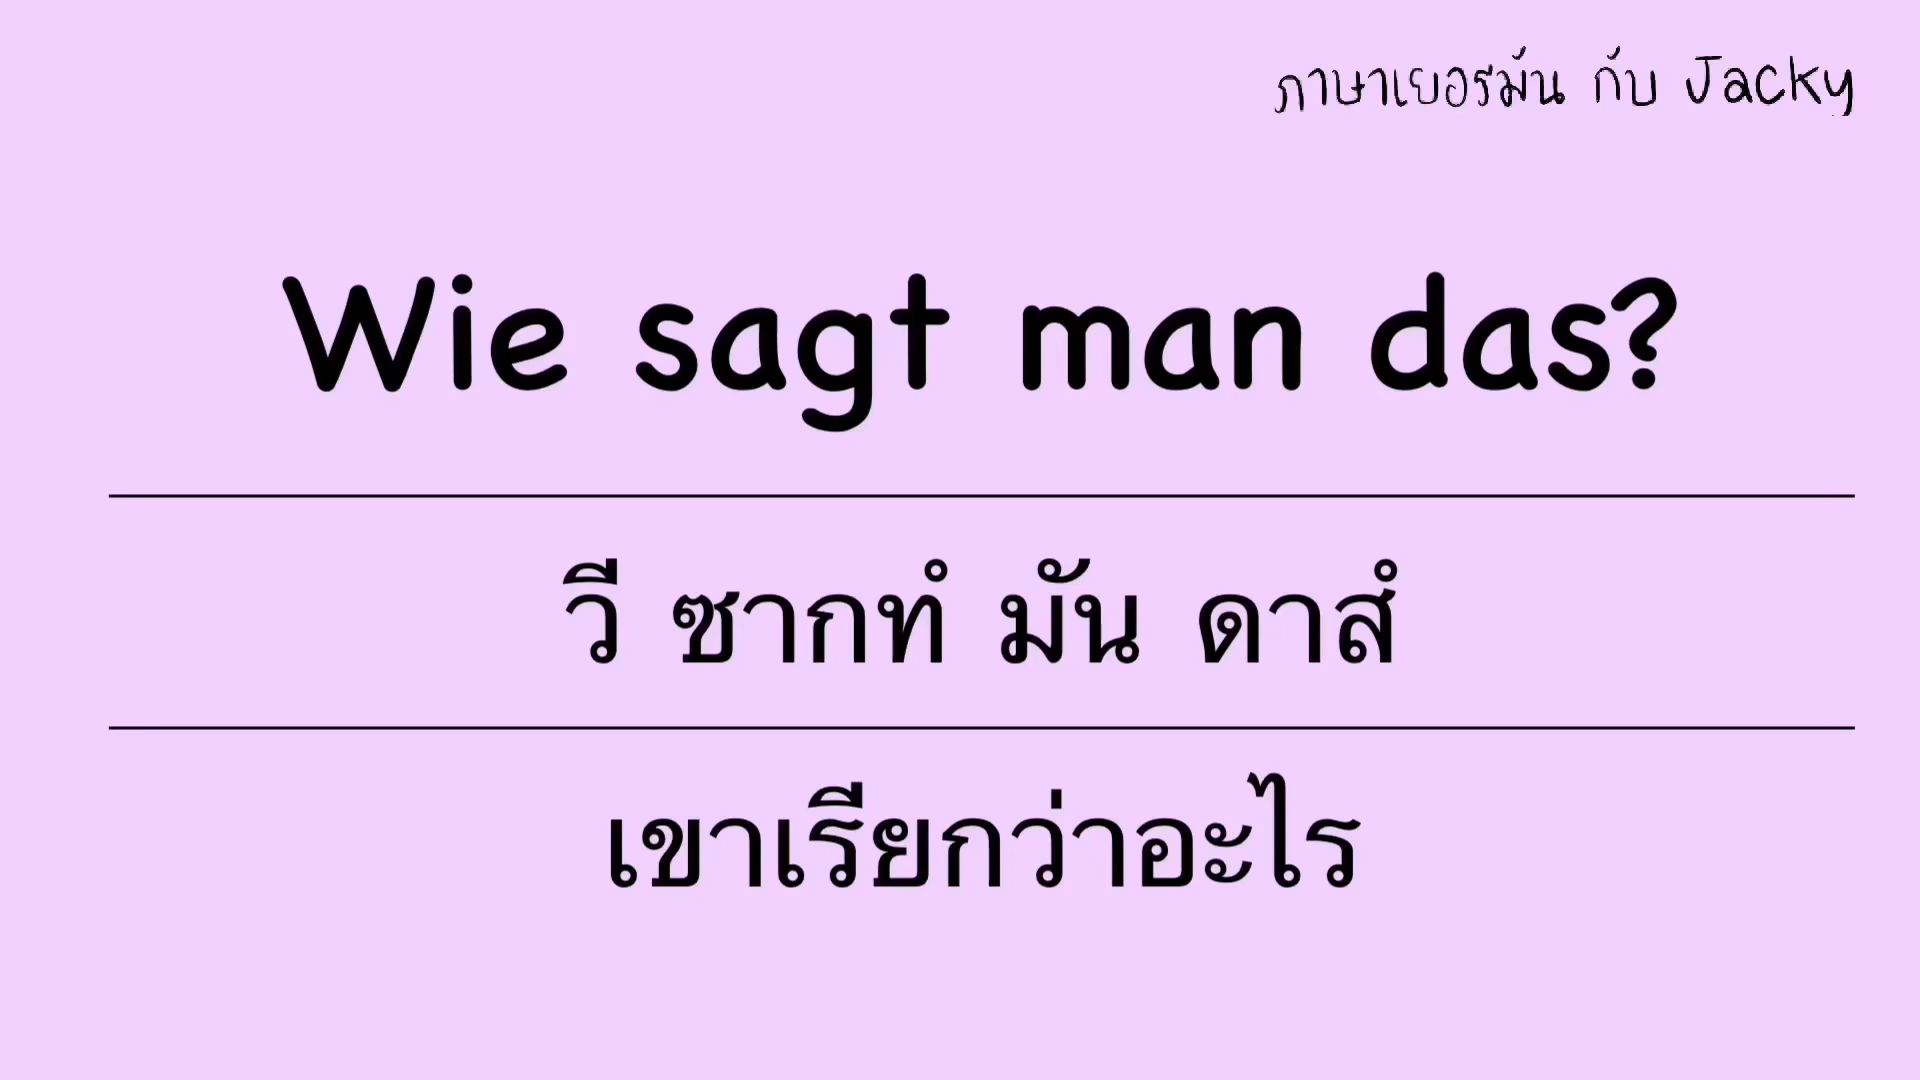 ภาษาเยอรมัน กับ Jacky
Wie sagt man das?
วี ซากทํ มัน ดาสํ
เขาเรียกว่าอะไร